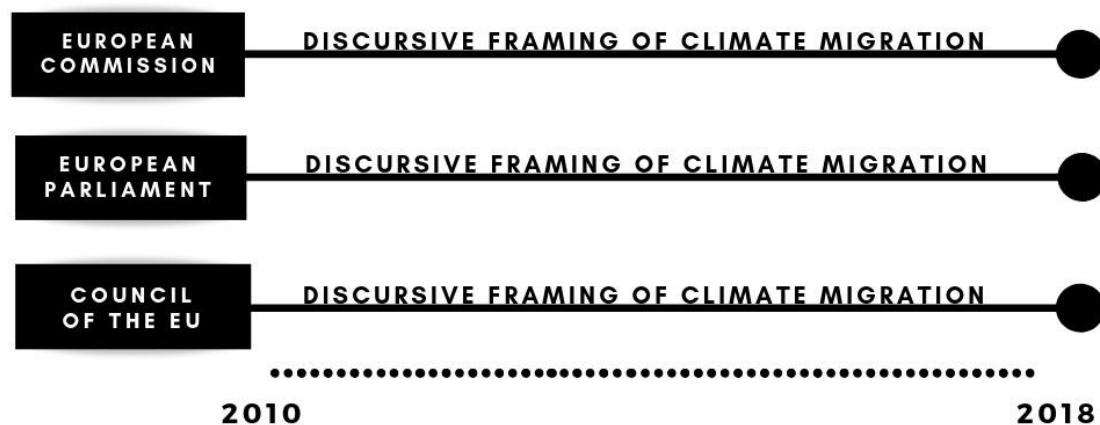 EUROPEAN
COMMISSION
DISCURSIVE FRAMING OF CLIMATE MIGRATION
EUROPEAN
PARLIAMENT
DISCURSIVE FRAMING OF CLIMATE MIGRATION
COUNCIL
OF THE EU
DISCURSIVE FRAMING OF CLIMATE MIGRATION
2010
2018